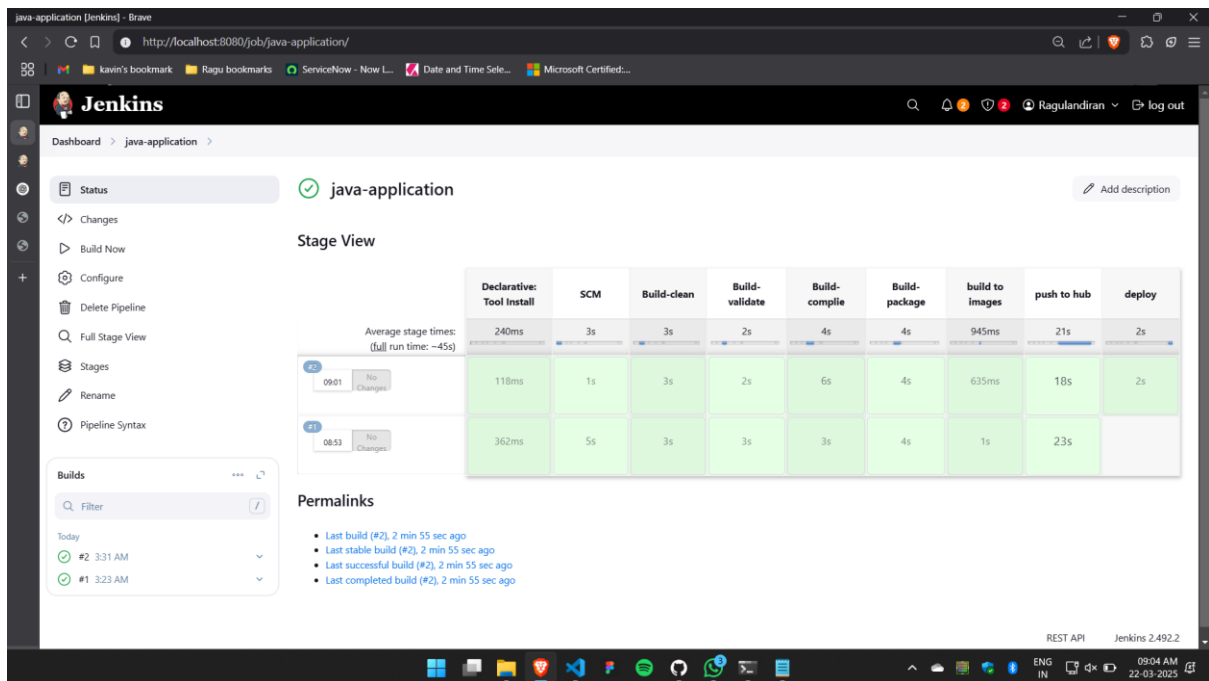 java-application [Jenkins] - Brave
http://localhost:8080/job/java-application/
kavin's bookmark
Ragu bookmarks
ServiceNow - Now L...
Date and Time Sele...
Microsoft Certified:...
Jenkins
2
2
Ragulandiran
log out
Dashboard > java-application >
Status
Changes
Build Now
Configure
Delete Pipeline
Full Stage View
Stages
Rename
Pipeline Syntax
Builds
Filter
/
Today
#2 3:31 AM
#1 3:23 AM
java-application
Add description
Stage View
Declarative: Tool Install
SCM
Build-clean
Build-validate
Build-complie
Build-package
build to images
push to hub
deploy
Average stage times:
(full run time: ~45s)
240ms 3s 3s 2s 4s 4s 945ms 21s 2s
#2
09:01
No Changes
118ms 1s 3s 2s 6s 4s 635ms 18s 2s
#1
08:53
No Changes
362ms 5s 3s 3s 3s 4s 1s 23s
Permalinks
Last build (#2), 2 min 55 sec ago
Last stable build (#2), 2 min 55 sec ago
Last successful build (#2), 2 min 55 sec ago
Last completed build (#2), 2 min 55 sec ago
REST API
Jenkins 2.492.2
3
ENG
IN
09:04 AM
22-03-2025